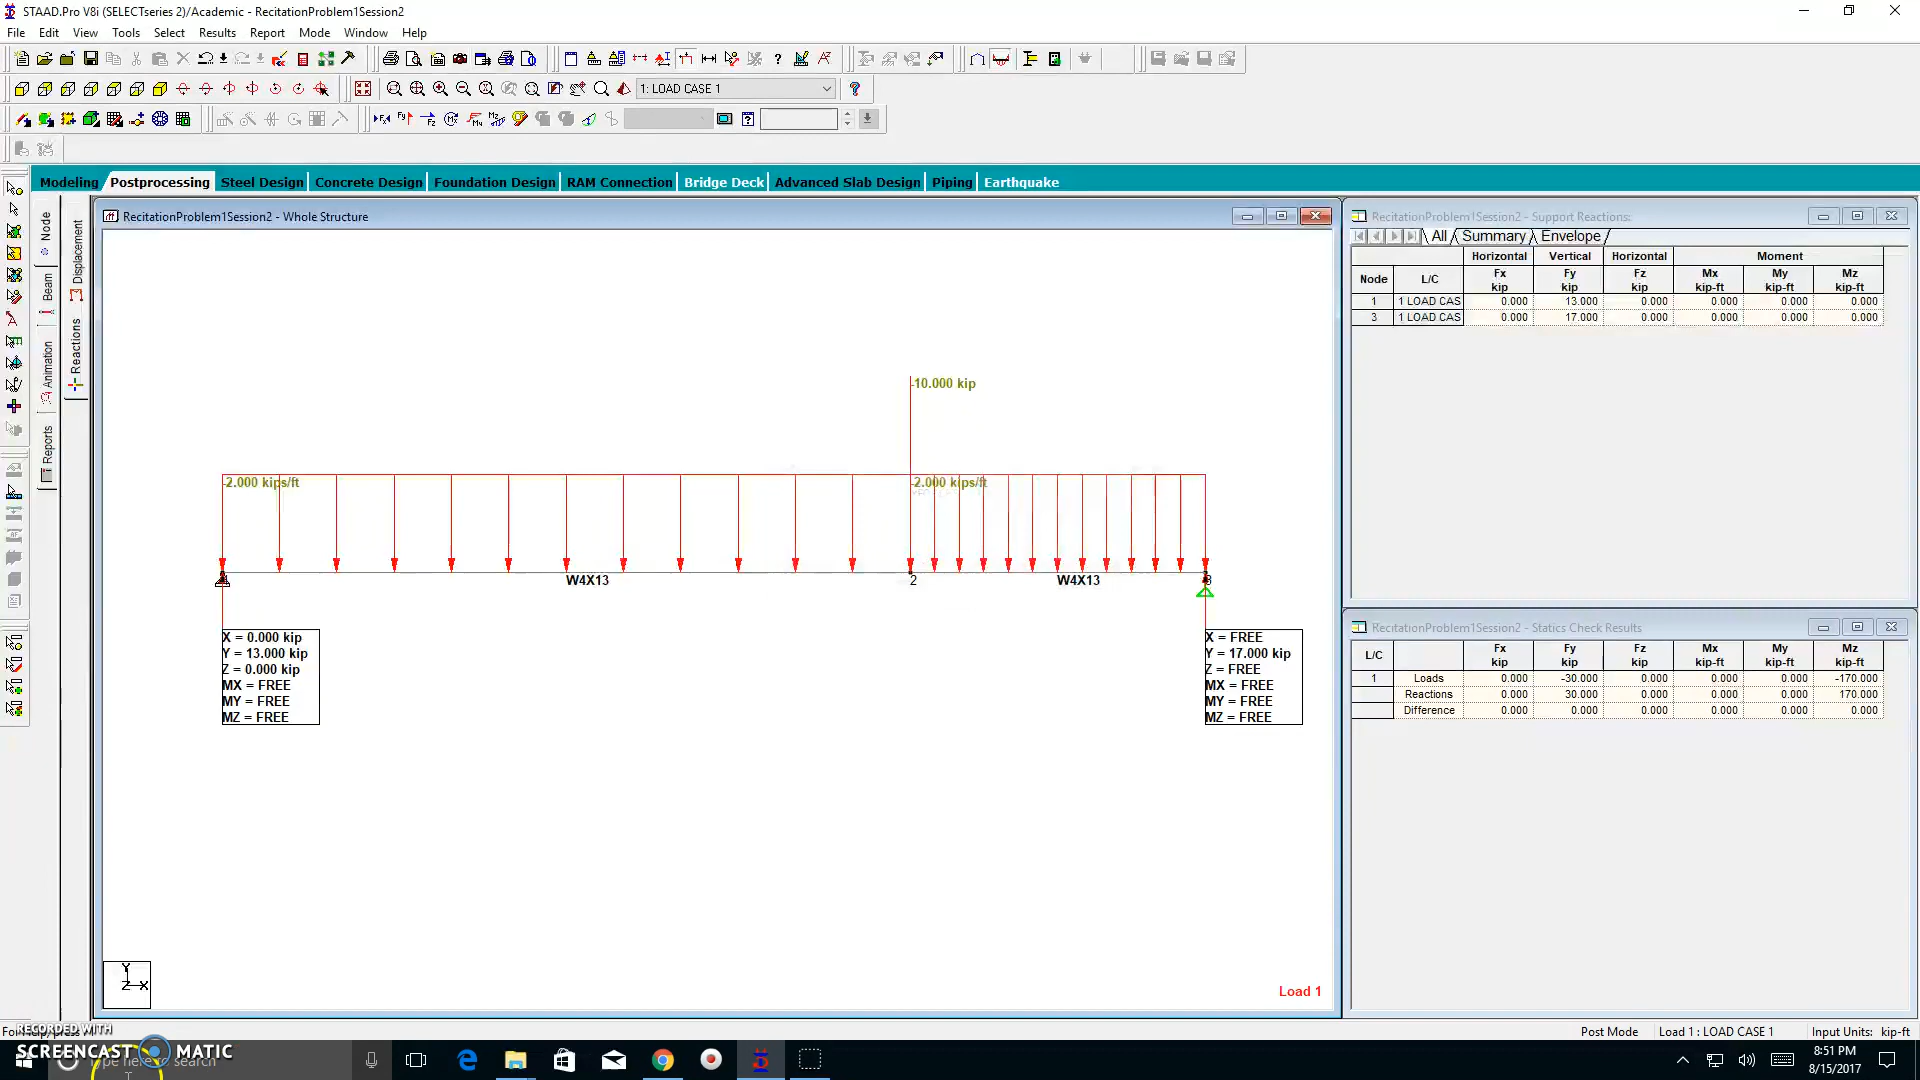 STAAD.Pro V8i (SELECTseries 2)/Academic - RecitationProblem1Session2
File Edit View Tools Select Results Report Mode Window Help
1: LOAD CASE 1
Modeling Postprocessing Steel Design Concrete Design Foundation Design RAM Connection Bridge Deck Advanced Slab Design Piping Earthquake
Node
Beam
Animation
Reports
Displacement
Reactions
RecitationProblem1Session2 - Whole Structure
-10.000 kip
-2.000 kips/ft
-2.000 kips/ft
W4X13
2
W4X13
3
X = 0.000 kip
Y = 13.000 kip
Z = 0.000 kip
MX = FREE
MY = FREE
MZ = FREE
X = FREE
Y = 17.000 kip
Z = FREE
MX = FREE
MY = FREE
MZ = FREE
Y
Z X
Load 1
RecitationProblem1Session2 - Support Reactions:
All Summary Envelope
Horizontal Vertical Horizontal Moment
Node L/C Fx kip Fy kip Fz kip Mx kip-ft My kip-ft Mz kip-ft
1 1 LOAD CAS 0.000 13.000 0.000 0.000 0.000 0.000
3 1 LOAD CAS 0.000 17.000 0.000 0.000 0.000 0.000
RecitationProblem1Session2 - Statics Check Results
L/C Fx kip Fy kip Fz kip Mx kip-ft My kip-ft Mz kip-ft
1 Loads 0.000 -30.000 0.000 0.000 0.000 -170.000
Reactions 0.000 30.000 0.000 0.000 0.000 170.000
Difference 0.000 0.000 0.000 0.000 0.000 0.000
RECORDED WITH
SCREENCAST MATIC
Post Mode Load 1 : LOAD CASE 1 Input Units: kip-ft
8:51 PM
8/15/2017